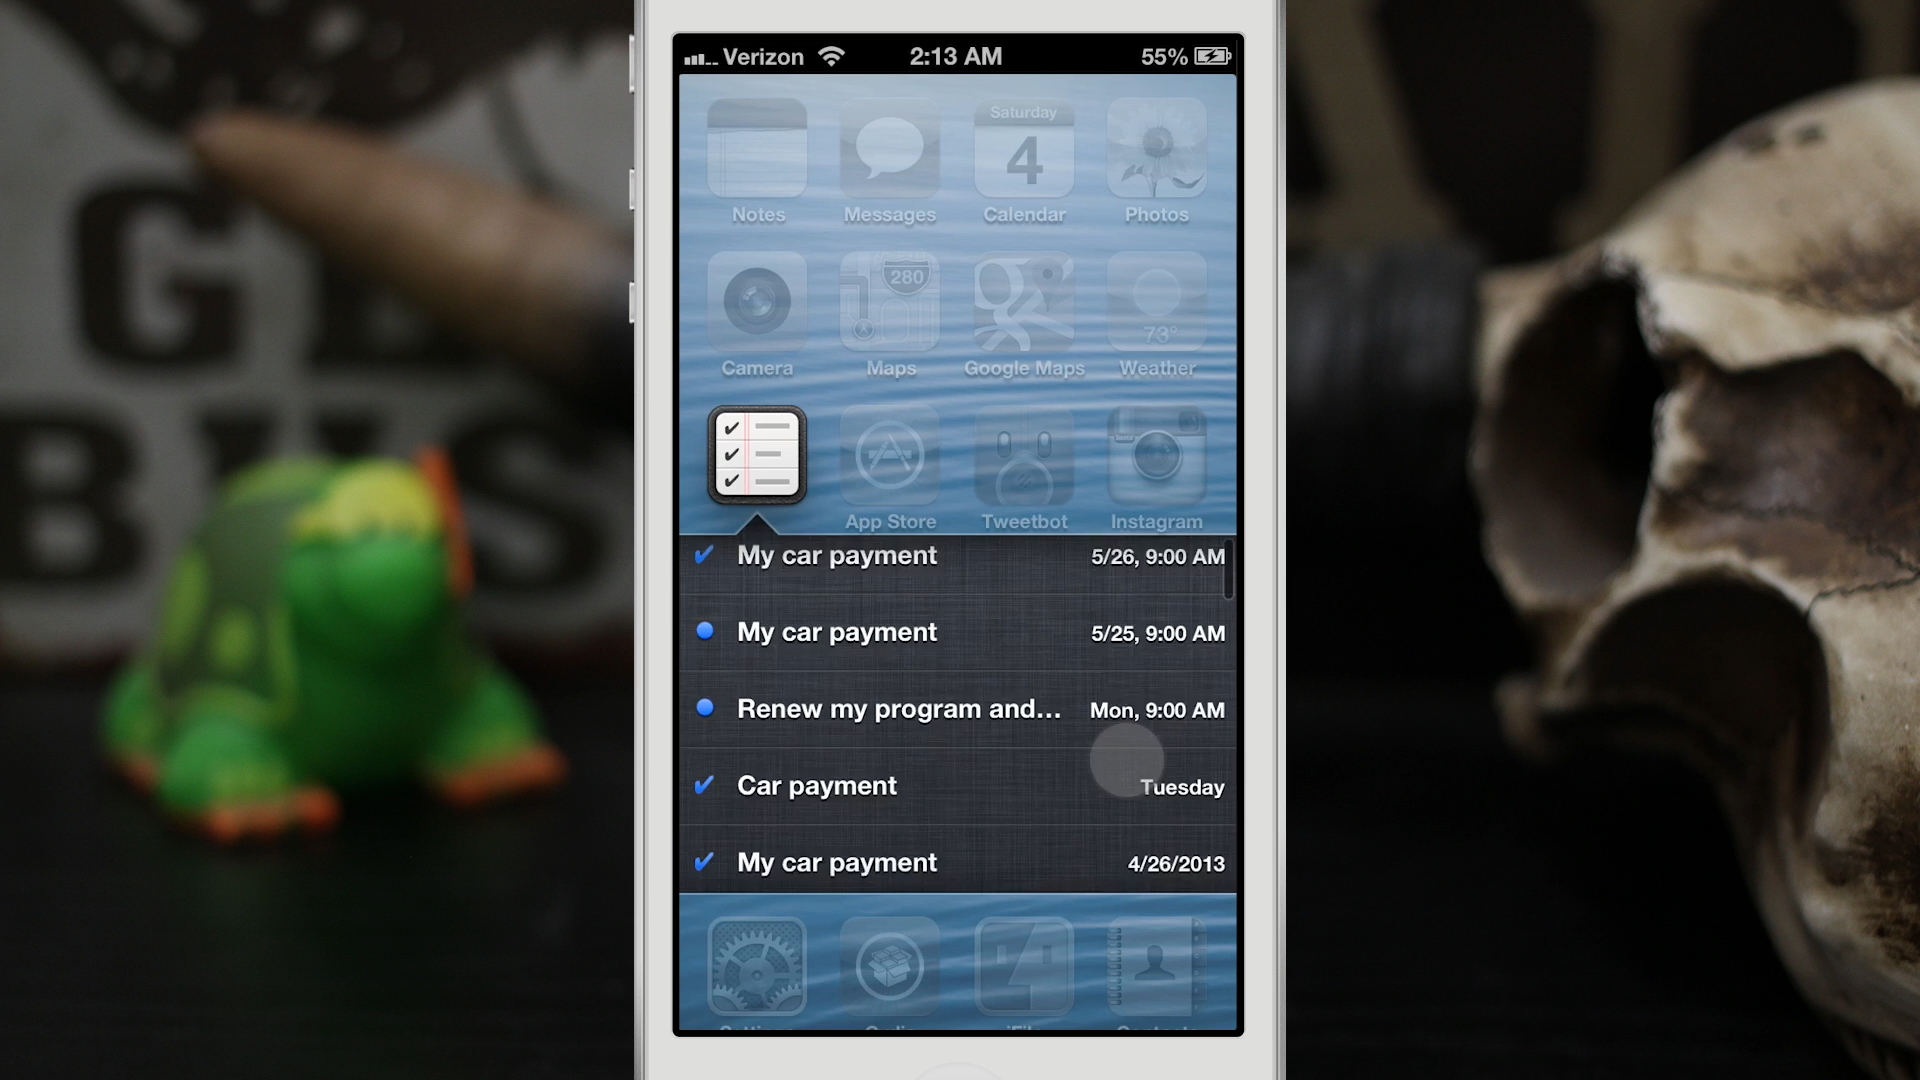 Verizon 2:13 AM 55%
Saturday
4
Notes Messages Calendar Photos
280
73°
Camera Maps Google Maps Weather
App Store Tweetbot Instagram
My car payment 5/26, 9:00 AM
My car payment 5/25, 9:00 AM
Renew my program and... Mon, 9:00 AM
Car payment Tuesday
My car payment 4/26/2013